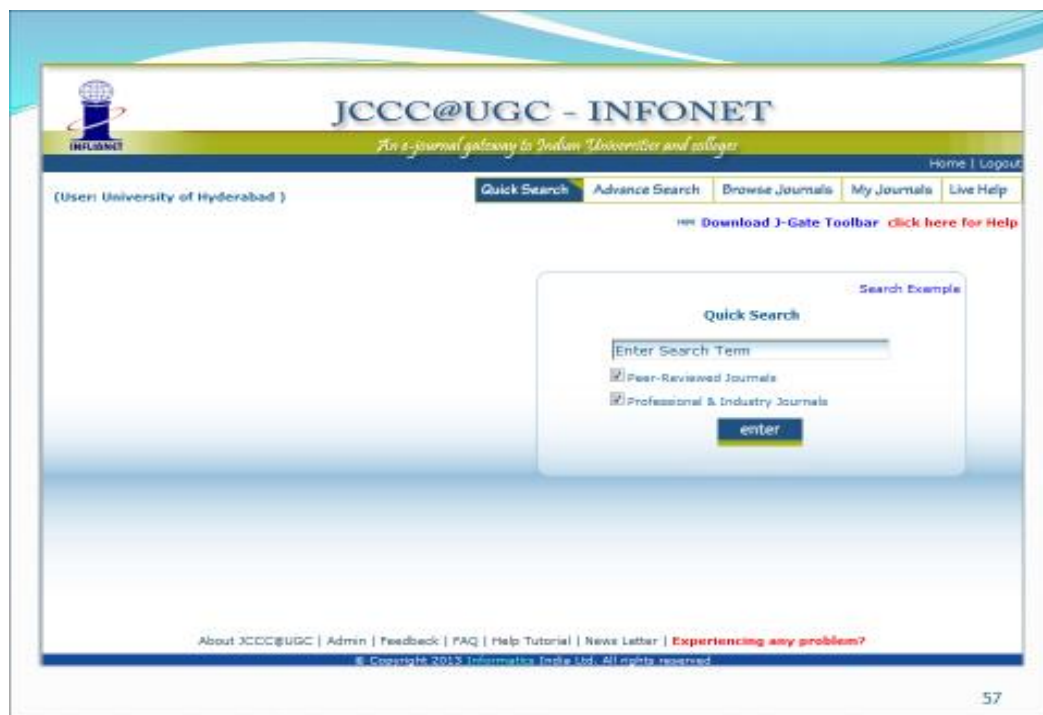 JCCC@UGC - INFONET
INFLIBNET
An e-journal gateway to Indian Universities and colleges
Home | Logout
(User: University of Hyderabad )
Quick Search Advance Search Browse Journals My Journals Live Help
Download J-Gate Toolbar click here for Help
Search Example
Quick Search
Enter Search Term
Peer-Reviewed Journals
Professional & Industry Journals
enter
About JCCC@UGC | Admin | Feedback | FAQ | Help Tutorial | News Letter | Experiencing any problem?
© Copyright 2013 Informatics India Ltd. All rights reserved
57